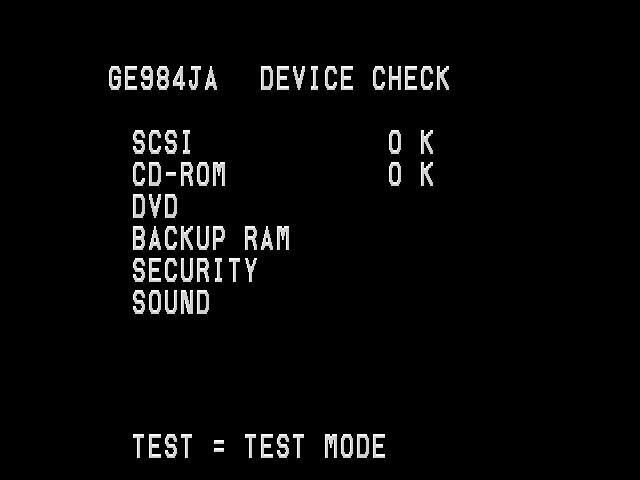 GE984JA DEVICE CHECK
SCSI O K
CD-ROM O K
DVD
BACKUP RAM
SECURITY
SOUND
TEST = TEST MODE